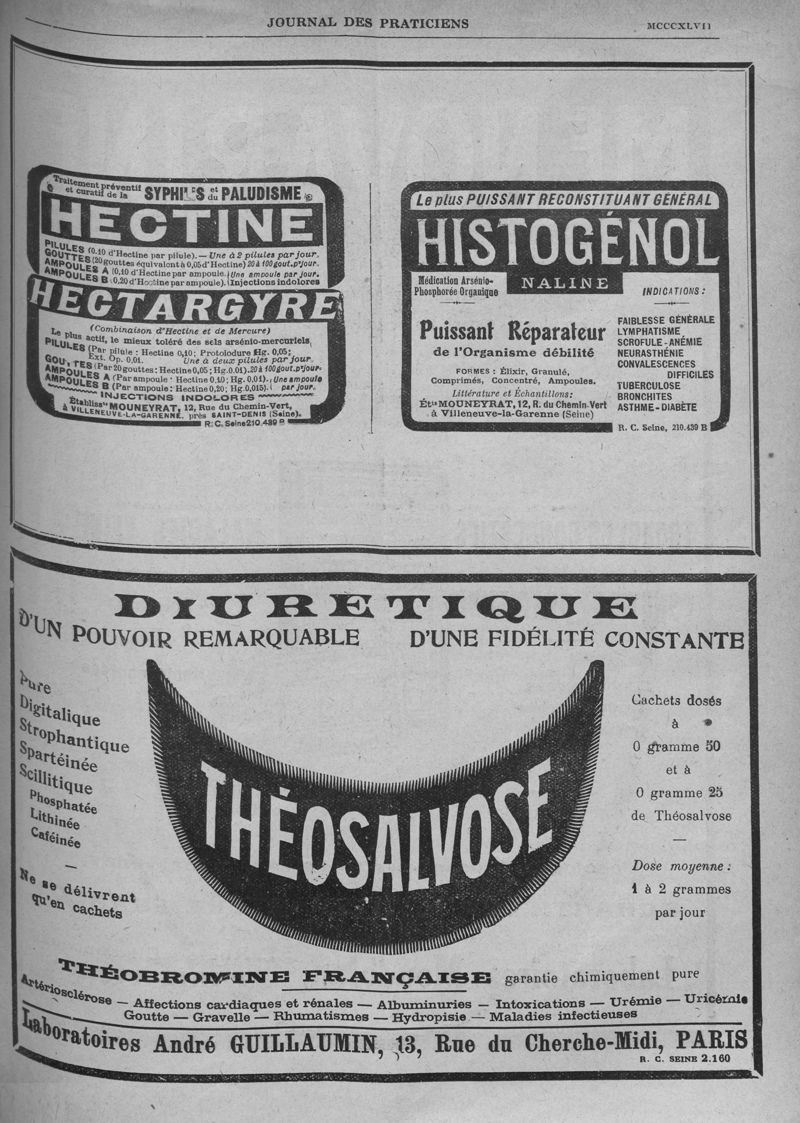 JOURNAL DES PRATICIENS
MCCCXLVII
Traitement préventif
et curatif de la SYPHILIS et du PALUDISME
HECTINE
PILULES (0.10 d'Hectine par pilule).— Une à 2 pilules par jour.
GOUTTES (20 gouttes équivalent à 0,05 d'Hectine) 20 à 100 gout. p' jour.
AMPOULES A (0,10 d'Hectine par ampoule.) Une ampoule par jour.
AMPOULES B (0,20 d'Hectine par ampoule). Injections indolores
HECTARGYRE
(Combinaison d'Hectine et de Mercure)
Le plus actif, le mieux toléré des sels arsénio-mercuriels.
PILULES (Par pilule : Hectine 0,10; Protoiodure Hg. 0,05;
Ext. Op. 0,01. Une à deux pilules par jour.
GOUTTES (Par 20 gouttes: Hectine 0,05; Hg. 0.01). 20 à 100 gout. p'jour.
AMPOULES A (Par ampoule : Hectine 0,10; Hg. 0,01). Une ampoule
AMPOULES B (Par ampoule : Hectine 0,20; Hg. 0,015). par jour.
INJECTIONS INDOLORES
Établiss^ts MOUNEYRAT, 12, Rue du Chemin-Vert,
à VILLENEUVE-LA-GARENNE, près SAINT-DENIS (Seine).
R. C. Seine 210.439 B
Le plus PUISSANT RECONSTITUANT GÉNÉRAL
HISTOGÉNOL
Médication Arsénio-
Phosphorée Organique
NALINE
Puissant Réparateur
de l'Organisme débilité
FORMES : Élixir, Granulé,
Comprimés, Concentré, Ampoules.
Littérature et Échantillons:
Ét^ts MOUNEYRAT, 12, R. du Chemin-Vert
à Villeneuve-la-Garenne (Seine)
INDICATIONS :
FAIBLESSE GÉNÉRALE
LYMPHATISME
SCROFULE - ANÉMIE
NEURASTHÉNIE
CONVALESCENCES
DIFFICILES
TUBERCULOSE
BRONCHITES
ASTHME - DIABÈTE
R. C. Seine, 210.439 B
DIURETIQUE
D'UN POUVOIR REMARQUABLE D'UNE FIDÉLITÉ CONSTANTE
Pure
Digitalique
Strophantique
Spartéinée
Scillitique
Phosphatée
Lithinée
Caféinée
—
Ne se délivrent
qu'en cachets
THÉOSALVOSE
Cachets dosés
à
0 gramme 50
et à
0 gramme 25
de Théosalvose
—
Dose moyenne :
1 à 2 grammes
par jour
THÉOBROMINE FRANÇAISE garantie chimiquement pure
Artériosclérose — Affections cardiaques et rénales — Albuminuries — Intoxications — Urémie — Uricémie
Goutte — Gravelle — Rhumatismes — Hydropisie — Maladies infectieuses
Laboratoires André GUILLAUMIN, 13, Rue du Cherche-Midi, PARIS
R. C. SEINE 2.160